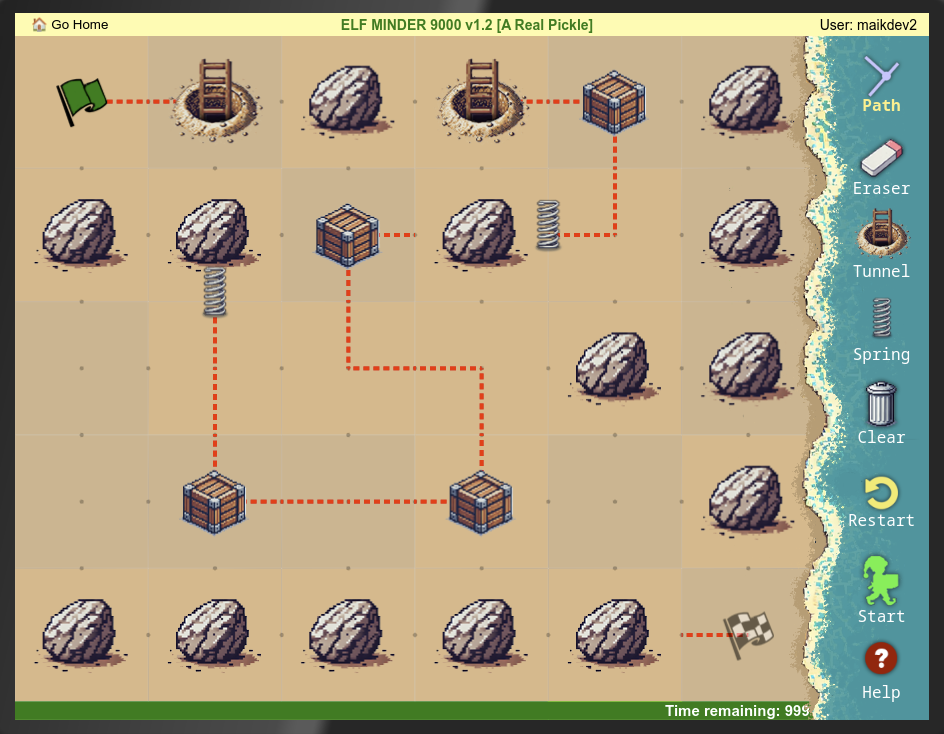 Go Home
ELF MINDER 9000 v1.2 [A Real Pickle]
User: maikdev2
Path
Eraser
Tunnel
Spring
Clear
Restart
Start
?
Help
Time remaining: 999